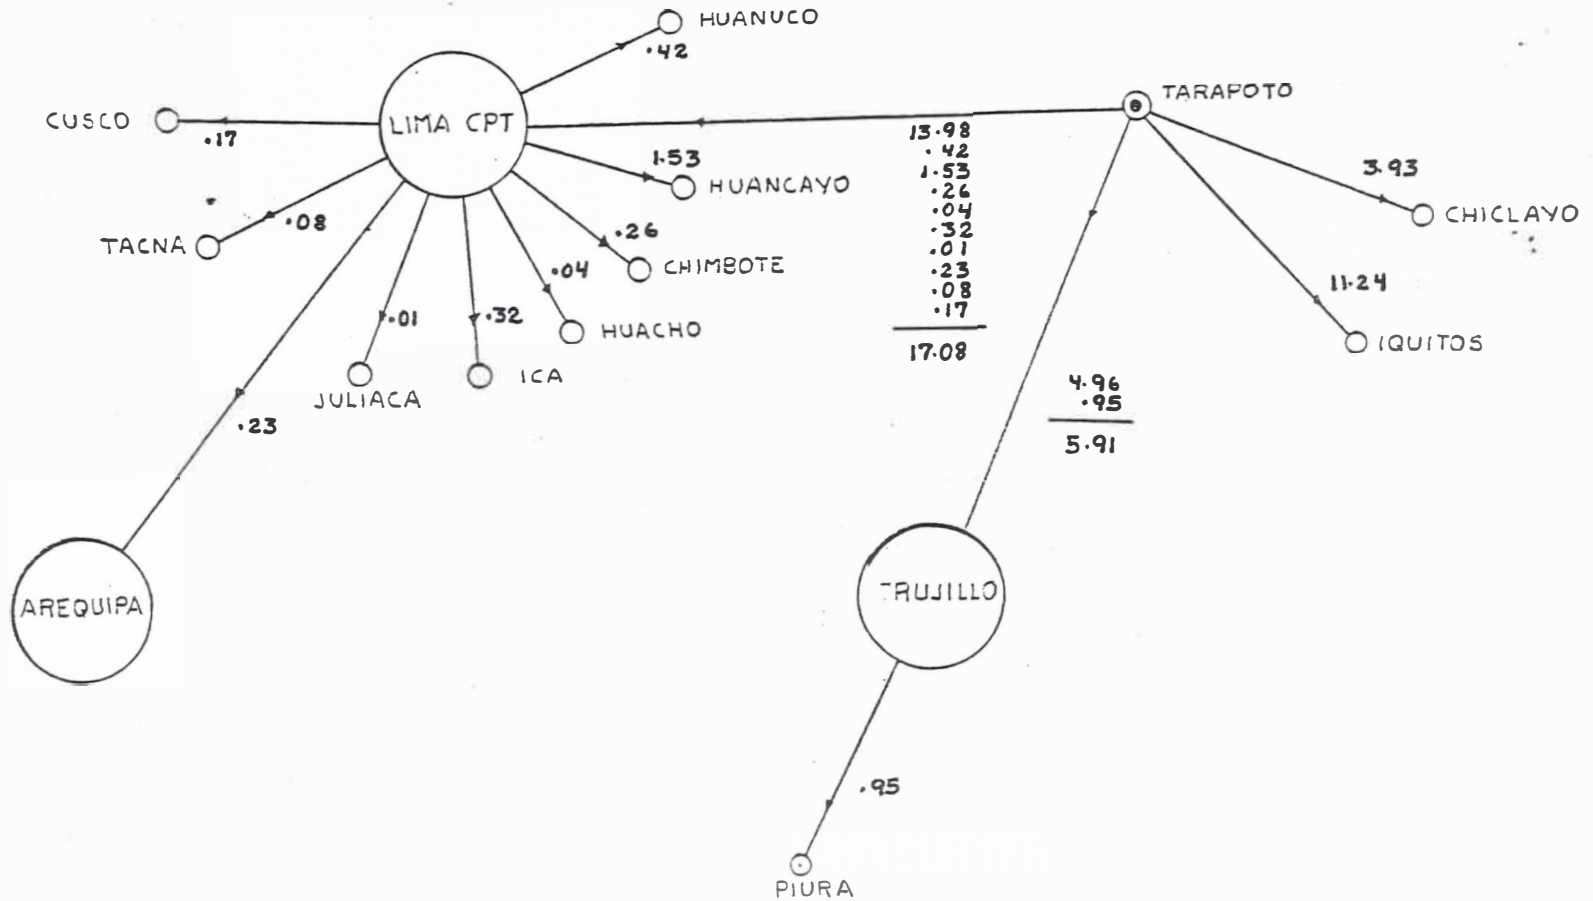 HUANUCO
.42
TARAPOTO
CUSCO
.17
LIMA CPT
13.98
.42
1.53
.26
.04
.32
.01
.23
.08
.17
17.08
1.53
HUANCAYO
3.93
CHICLAYO
TACNA
.08
.26
CHIMBOTE
.04
HUACHO
11.24
IQUITOS
.01
JULIACA
.32
ICA
.23
4.96
.95
5.91
AREQUIPA
TRUJILLO
.95
PIURA